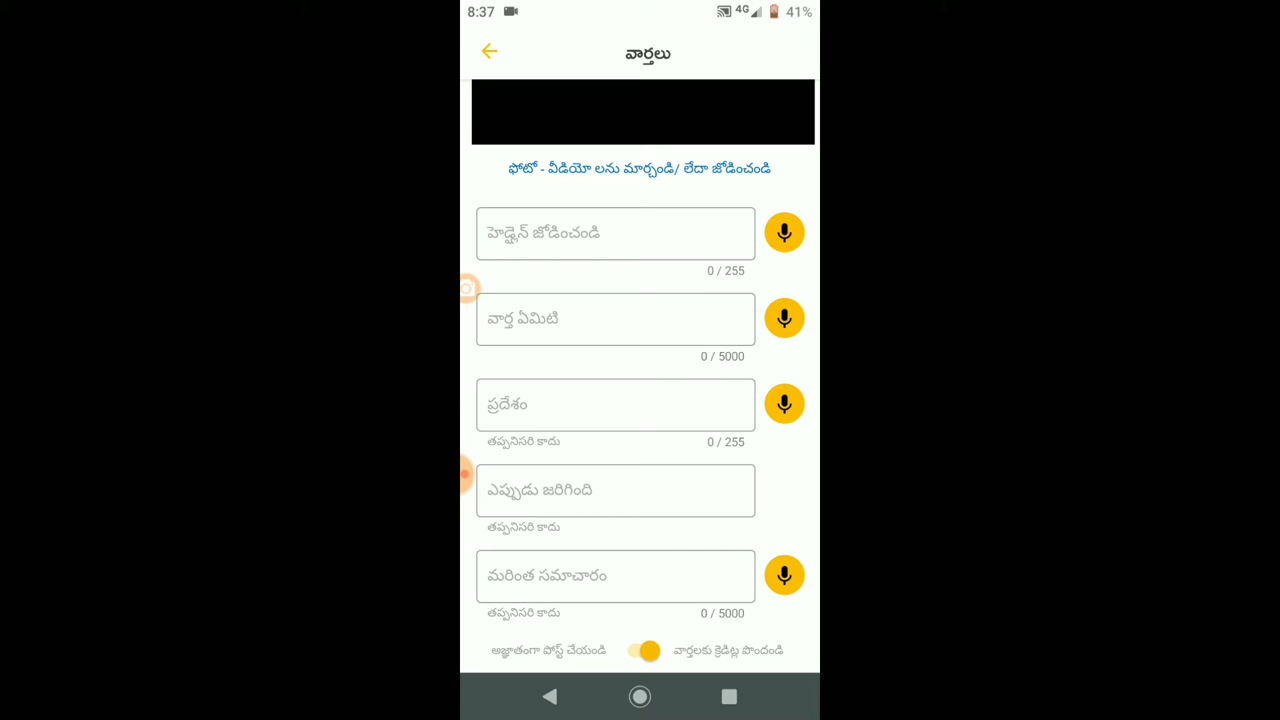 8:37 4G 41%
వార్తలు
ఫోటో - వీడియో లను మార్చండి/ లేదా జోడించండి
హెడ్లైన్ జోడించండి
0 / 255
వార్త ఏమిటి
0 / 5000
ప్రదేశం
తప్పనిసరి కాదు 0 / 255
ఎప్పుడు జరిగింది
తప్పనిసరి కాదు
మరింత సమాచారం
తప్పనిసరి కాదు 0 / 5000
అజ్ఞాతంగా పోస్ట్ చేయండి వార్తలకు క్రెడిట్ల పొందండి